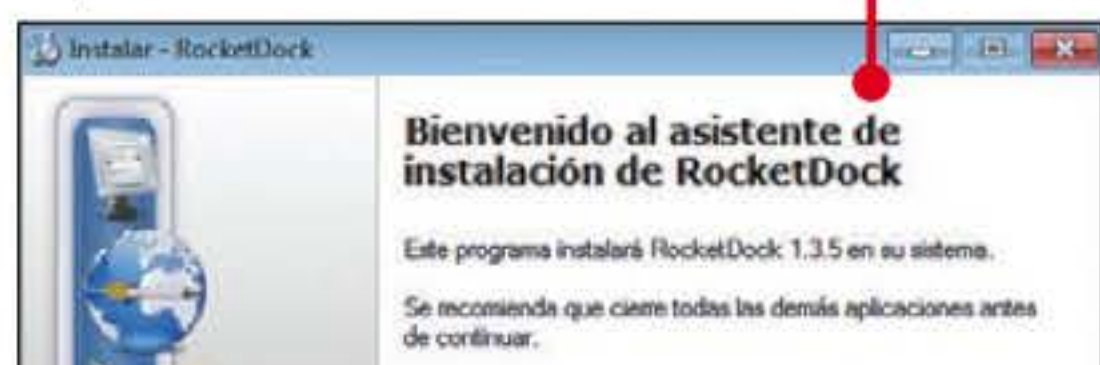 Instalar - RocketDock
Bienvenido al asistente de
instalación de RocketDock
Este programa instalará RocketDock 1.3.5 en su sistema.
Se recomienda que cierre todas las demás aplicaciones antes
de continuar.